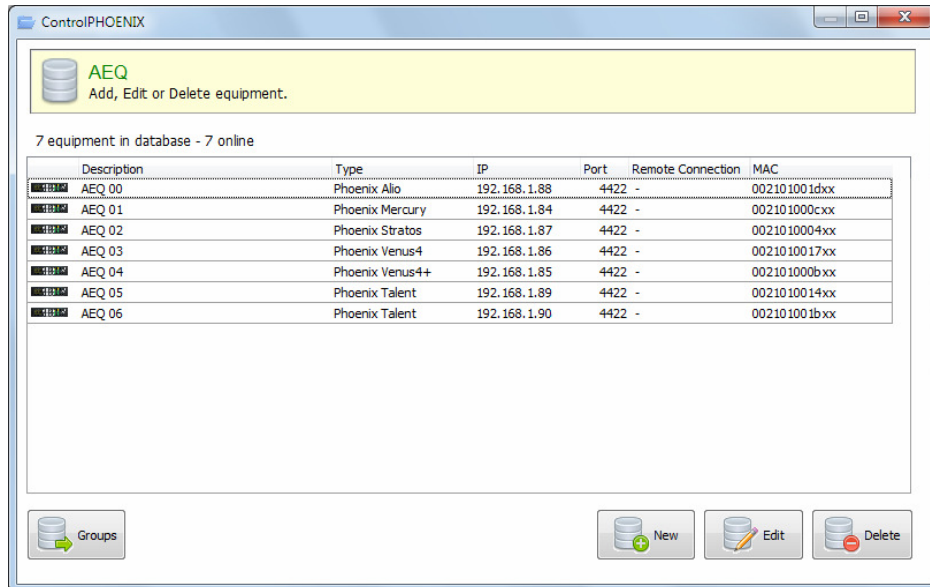 ControlPHOENIX
AEQ
Add, Edit or Delete equipment.
7 equipment in database - 7 online
Description Type IP Port Remote Connection MAC
AEQ 00 Phoenix Alio 192.168.1.88 4422 - 002101001dxx
AEQ 01 Phoenix Mercury 192.168.1.84 4422 - 002101000cxx
AEQ 02 Phoenix Stratos 192.168.1.87 4422 - 002101004xx
AEQ 03 Phoenix Venus4 192.168.1.86 4422 - 0021010017xx
AEQ 04 Phoenix Venus4+ 192.168.1.85 4422 - 002101000bxx
AEQ 05 Phoenix Talent 192.168.1.89 4422 - 0021010014xx
AEQ 06 Phoenix Talent 192.168.1.90 4422 - 002101001bxx
Groups New Edit Delete